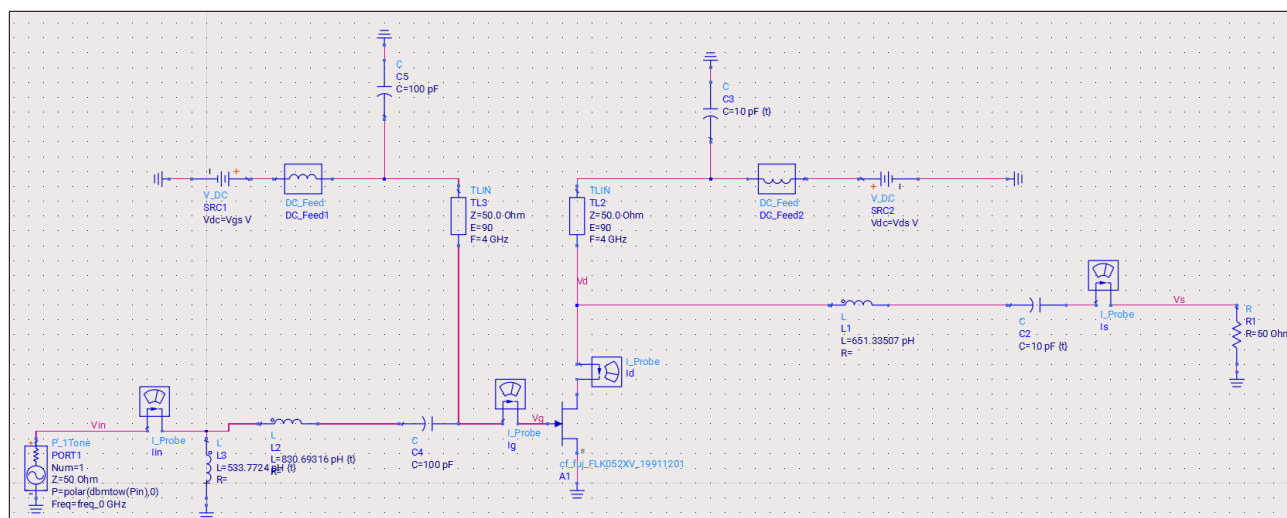 C
C5
C=100 pF
C
C3
C=10 pF {t}
V_DC
SRC1
Vdc=Vgs V
DC_Feed
DC_Feed1
TLIN
TL3
Z=50.0 Ohm
E=90
F=4 GHz
TLIN
TL2
Z=50.0 Ohm
E=90
F=4 GHz
DC_Feed
DC_Feed2
V_DC
SRC2
Vdc=Vds V
Vd
L
L1
L=651.33507 pH
R=
C
C2
C=10 pF {t}
I_Probe
Is
Vs
R
R1
R=50 Ohm
I_Probe
Id
Vin
P_1Tone
PORT1
Num=1
Z=50 Ohm
P=polar(dbmtow(Pin),0)
Freq=freq_0 GHz
I_Probe
Iin
L
L3
L=533.7724 pH {t}
R=
L
L2
L=830.69316 pH {t}
R=
C
C4
C=100 pF
I_Probe
Ig
Vg
cf_fuj_FLK052XV_19911201
A1